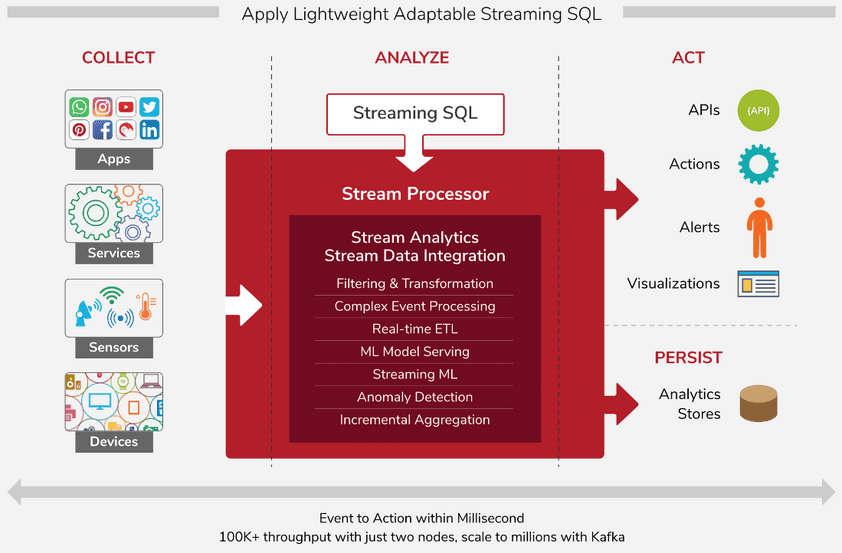 Apply Lightweight Adaptable Streaming SQL
COLLECT
Apps
Services
Sensors
Devices
ANALYZE
Streaming SQL
Stream Processor
Stream Analytics
Stream Data Integration
Filtering & Transformation
Complex Event Processing
Real-time ETL
ML Model Serving
Streaming ML
Anomaly Detection
Incremental Aggregation
ACT
APIs
{API}
Actions
Alerts
Visualizations
PERSIST
Analytics
Stores
Event to Action within Millisecond
100K+ throughput with just two nodes, scale to millions with Kafka